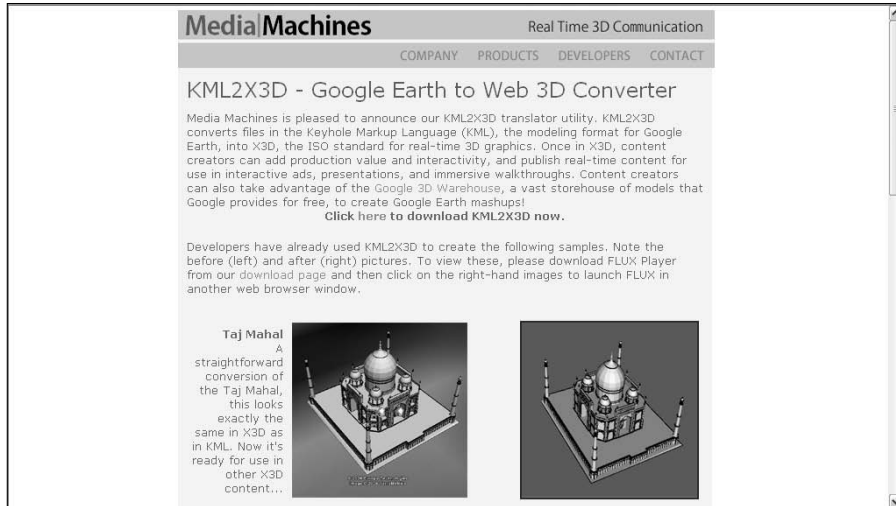 Media|Machines
Real Time 3D Communication
COMPANY PRODUCTS DEVELOPERS CONTACT
KML2X3D - Google Earth to Web 3D Converter
Media Machines is pleased to announce our KML2X3D translator utility. KML2X3D
converts files in the Keyhole Markup Language (KML), the modeling format for Google
Earth, into X3D, the ISO standard for real-time 3D graphics. Once in X3D, content
creators can add production value and interactivity, and publish real-time content for
use in interactive ads, presentations, and immersive walkthroughs. Content creators
can also take advantage of the Google 3D Warehouse, a vast storehouse of models that
Google provides for free, to create Google Earth mashups!
Click here to download KML2X3D now.
Developers have already used KML2X3D to create the following samples. Note the
before (left) and after (right) pictures. To view these, please download FLUX Player
from our download page and then click on the right-hand images to launch FLUX in
another web browser window.
Taj Mahal
A
straightforward
conversion of
the Taj Mahal,
this looks
exactly the
same in X3D as
in KML. Now it's
ready for use in
other X3D
content...